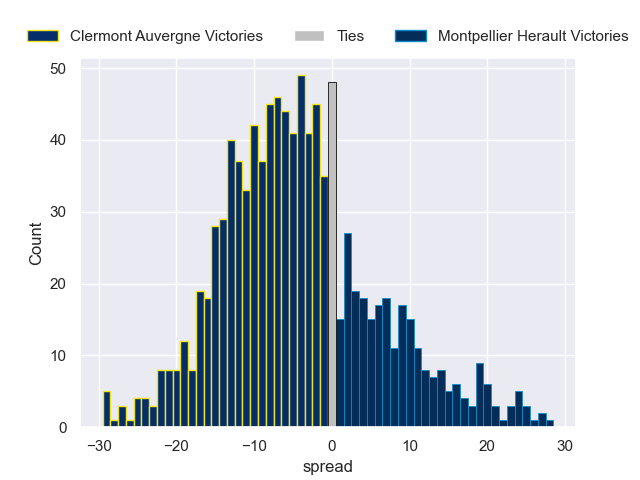 Clermont Auvergne Victories Ties Montpellier Herault Victories
50
40
30
20
10
0
Count
−30 −20 −10 0 10 20 30
spread